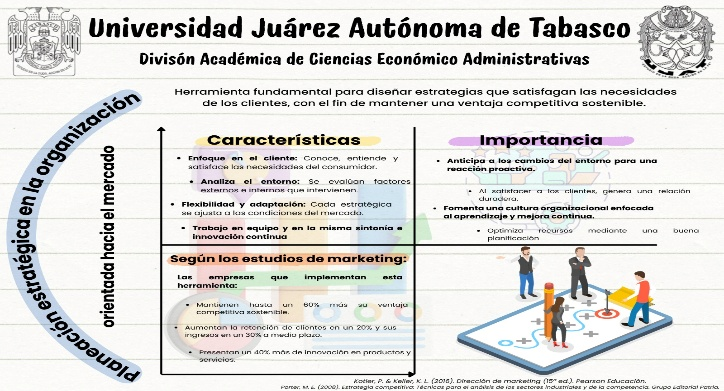 Universidad Juárez Autónoma de Tabasco
Divisón Académica de Ciencias Económico Administrativas
Planeacción estratégica en la organización
orientada hacia el mercado
Herramienta fundamental para diseñar estrategias que satisfagan las necesidades
de los clientes, con el fin de mantener una ventaja competitiva sostenible.
Características
• Enfoque en el cliente: Conoce, entiende y
satisface las necesidades del consumidor.
• Analiza el entorno: Se evalúan factores
externos e internos que intervienen.
• Flexibilidad y adaptación: Cada estratégica
se ajusta a las condiciones del mercado.
• Trabajo en equipo y en la misma sintonía e
innovación continua
Importancia
• Anticipa a los cambios del entorno para una
reacción proactiva.
• Al satisfacer a los clientes, genera una relación
duradera.
• Fomenta una cultura organizacional enfocada
al aprendizaje y mejora continua.
• Optimiza recursos mediante una buena
planificación
Según los estudios de marketing:
Las empresas que implementan esta
herramienta:
• Mantienen hasta un 60% más su ventaja
competitiva sostenible.
• Aumentan la retención de clientes en un 20% y sus
ingresos en un 30% a medio plazo.
• Presentan un 40% más de innovación en productos y
servicios.
Kotler, P. & Keller, K. L. (2016). Dirección de marketing (15ª ed.). Pearson Educación.
Porter, M. E. (2008). Estrategia competitiva: Técnicas para el análisis de los sectores industriales y de la competencia. Grupo Editorial Patria.